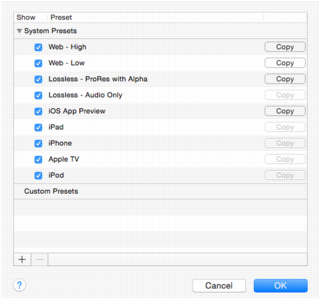 Show Preset
System Presets
Web - High Copy
Web - Low Copy
Lossless - ProRes with Alpha Copy
Lossless - Audio Only Copy
iOS App Preview Copy
iPad Copy
iPhone Copy
Apple TV Copy
iPod Copy
Custom Presets
+ −
? Cancel OK